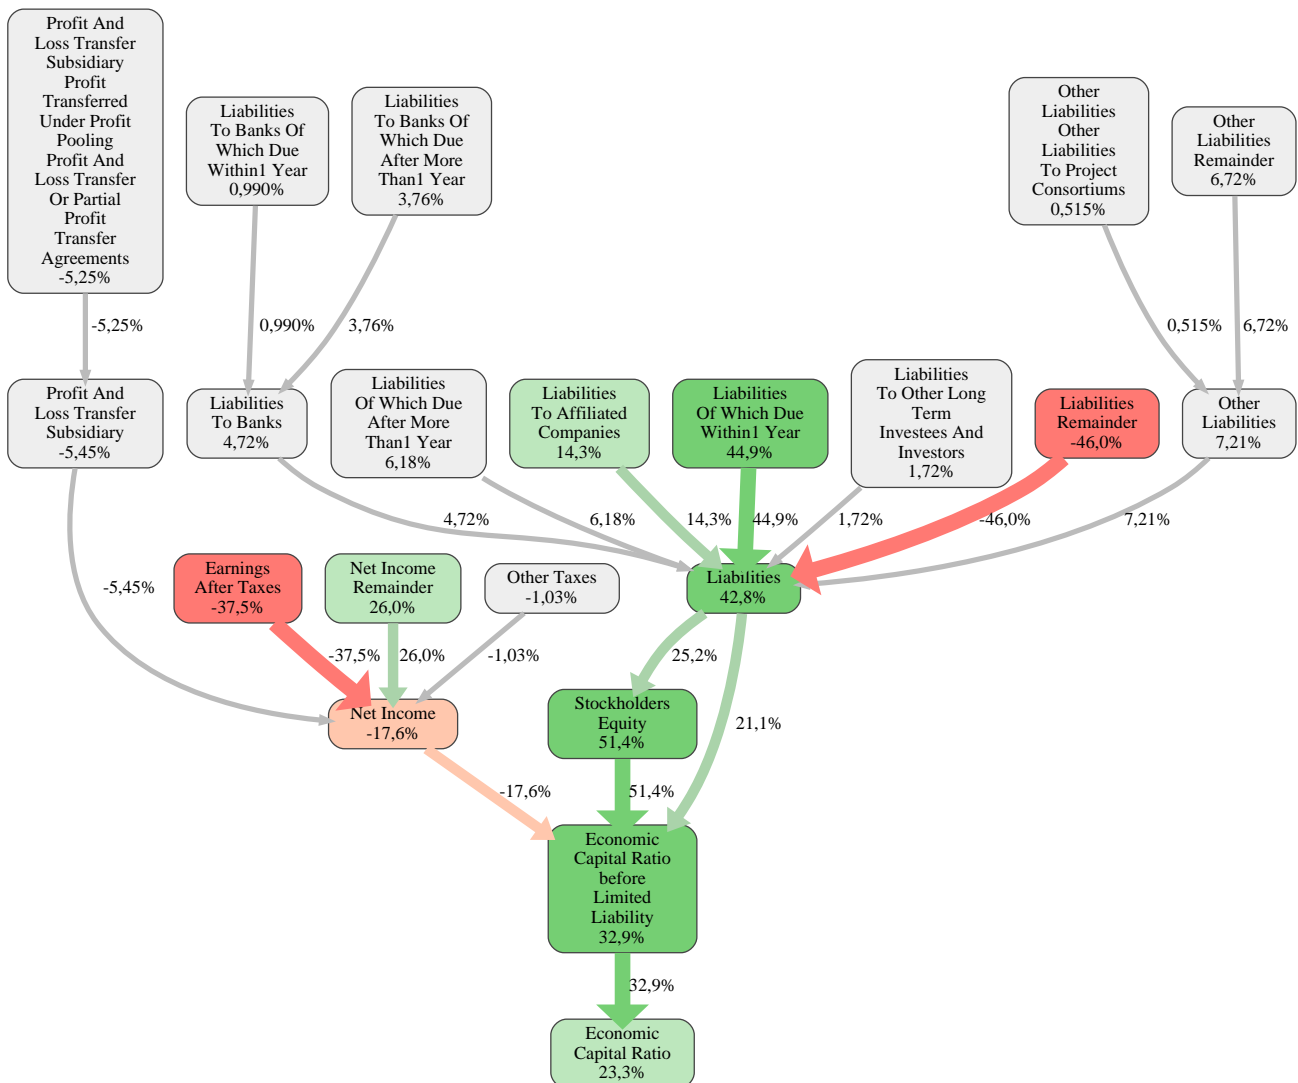 Profit And
Loss Transfer
Subsidiary
Profit
Transferred
Under Profit
Pooling
Profit And
Loss Transfer
Or Partial
Profit
Transfer
Agreements
-5,25%
Liabilities
To Banks Of
Which Due
Within1 Year
0,990%
Liabilities
To Banks Of
Which Due
After More
Than1 Year
3,76%
Other
Liabilities
Other
Liabilities
To Project
Consortiums
0,515%
Other
Liabilities
Remainder
6,72%
-5,25%
0,990%
3,76%
0,515%
6,72%
Profit And
Loss Transfer
Subsidiary
-5,45%
Liabilities
To Banks
4,72%
Liabilities
Of Which Due
After More
Than1 Year
6,18%
Liabilities
To Affiliated
Companies
14,3%
Liabilities
Of Which Due
Within1 Year
44,9%
Liabilities
To Other Long
Term
Investees And
Investors
1,72%
Liabilities
Remainder
-46,0%
Other
Liabilities
7,21%
4,72%
6,18%
14,3%
44,9%
1,72%
-46,0%
7,21%
-5,45%
Earnings
After Taxes
-37,5%
Net Income
Remainder
26,0%
Other Taxes
-1,03%
Liabilities
42,8%
-37,5%
26,0%
-1,03%
25,2%
21,1%
Net Income
-17,6%
Stockholders
Equity
51,4%
-17,6%
51,4%
Economic
Capital Ratio
before
Limited
Liability
32,9%
32,9%
Economic
Capital Ratio
23,3%